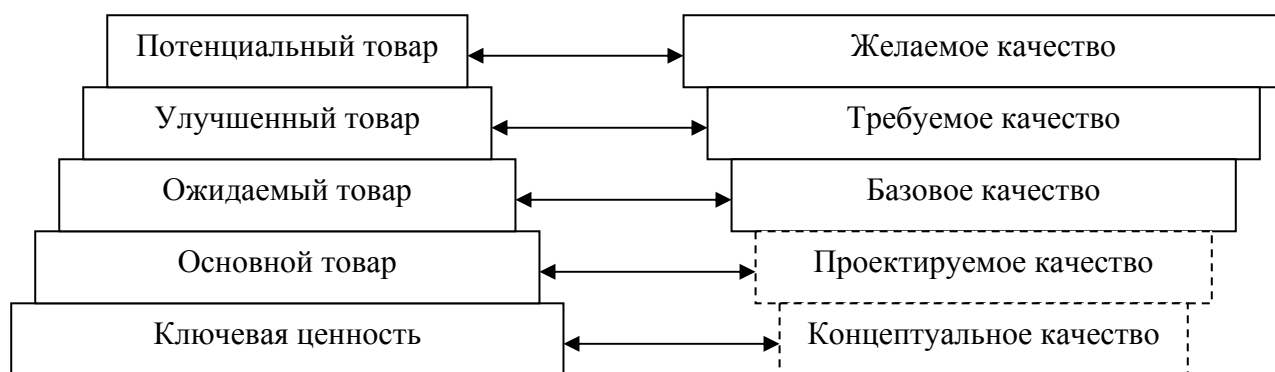 Потенциальный товар
Желаемое качество
Улучшенный товар
Требуемое качество
Ожидаемый товар
Базовое качество
Основной товар
Проектируемое качество
Ключевая ценность
Концептуальное качество